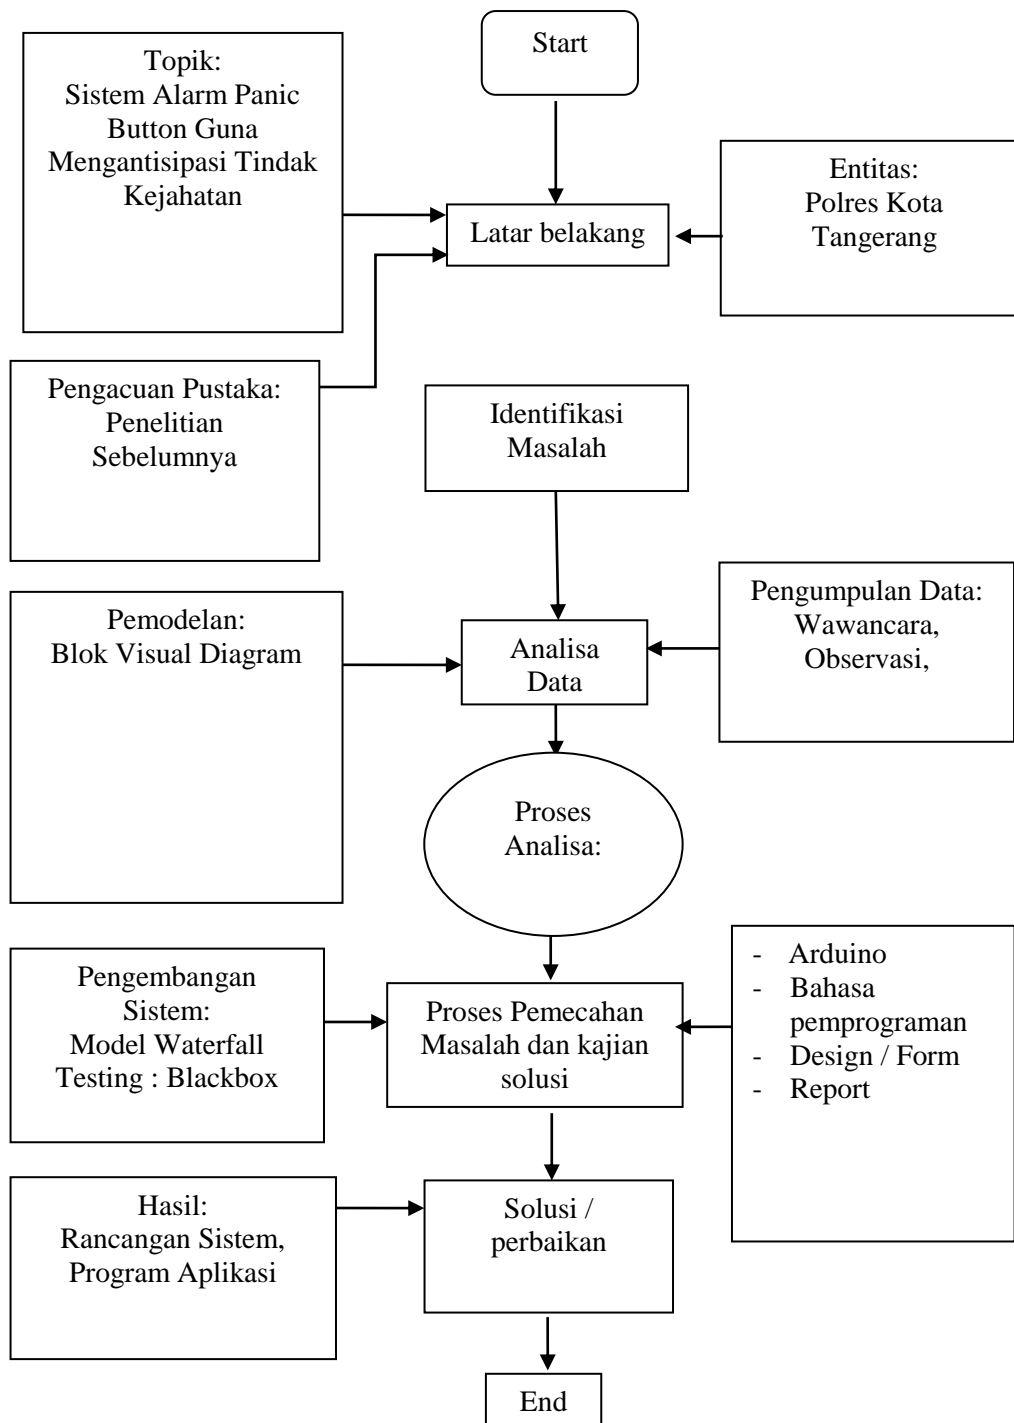 Start
Topik:
Sistem Alarm Panic
Button Guna
Mengantisipasi Tindak
Kejahatan
Entitas:
Polres Kota
Tangerang
Latar belakang
Pengacuan Pustaka:
Penelitian
Sebelumnya
Identifikasi
Masalah
Pemodelan:
Blok Visual Diagram
Analisa
Data
Pengumpulan Data:
Wawancara,
Observasi,
Proses
Analisa:
Pengembangan
Sistem:
Model Waterfall
Testing : Blackbox
Proses Pemecahan
Masalah dan kajian
solusi
- Arduino
- Bahasa
pemprograman
- Design / Form
- Report
Hasil:
Rancangan Sistem,
Program Aplikasi
Solusi /
perbaikan
End